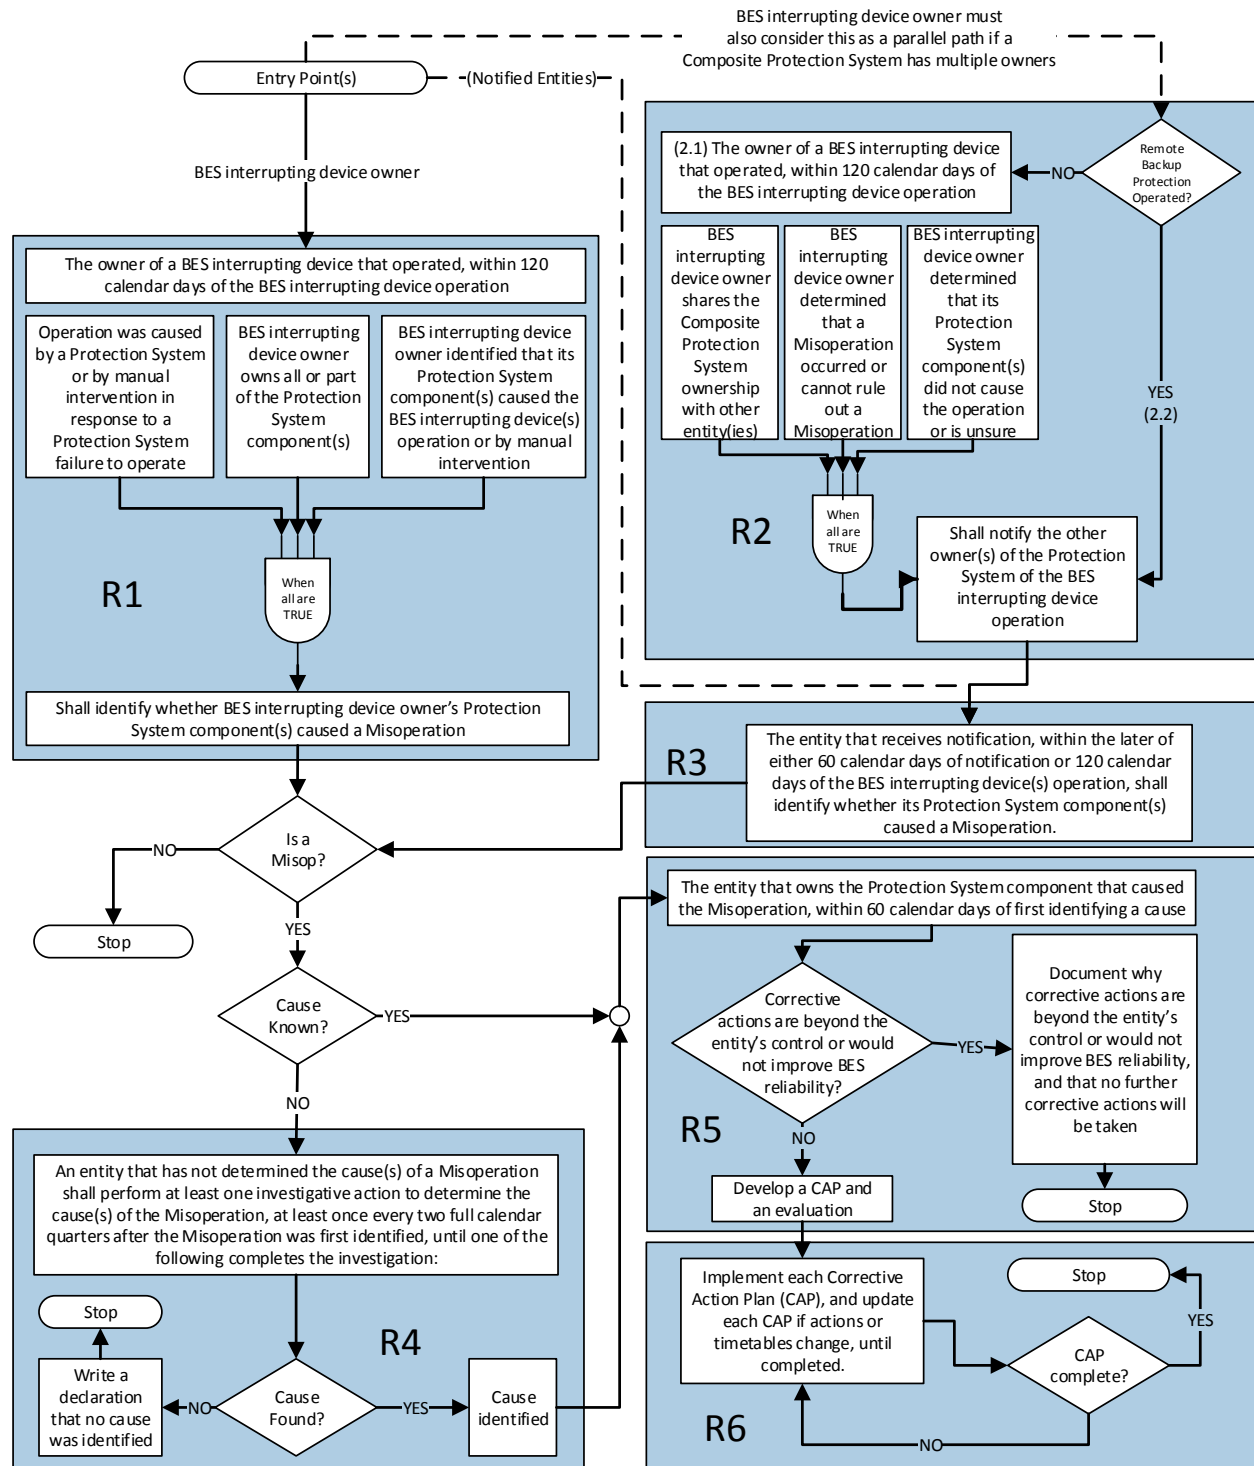 BES interrupting device owner must
also consider this as a parallel path if a
Composite Protection System has multiple owners
Entry Point(s)
(Notified Entities)
BES interrupting device owner
The owner of a BES interrupting device that operated, within 120
calendar days of the BES interrupting device operation
Operation was caused
by a Protection System
or by manual
intervention in
response to a
Protection System
failure to operate
BES interrupting
device owner
owns all or part
of the Protection
System
component(s)
BES interrupting device
owner identified that its
Protection System
component(s) caused the
BES interrupting device(s)
operation or by manual
intervention
When
all are
TRUE
R1
Shall identify whether BES interrupting device owner’s Protection
System component(s) caused a Misoperation
Remote
Backup
Protection
Operated?
NO
(2.1) The owner of a BES interrupting device
that operated, within 120 calendar days of
the BES interrupting device operation
BES
interrupting
device owner
shares the
Composite
Protection
System
ownership
with other
entity(ies)
BES
interrupting
device owner
determined
that a
Misoperation
occurred or
cannot rule
out a
Misoperation
BES interrupting
device owner
determined
that its
Protection
System
component(s)
did not cause
the operation
or is unsure
YES
(2.2)
When
all are
TRUE
R2
Shall notify the other
owner(s) of the Protection
System of the BES
interrupting device
operation
R3
The entity that receives notification, within the later of
either 60 calendar days of notification or 120 calendar
days of the BES interrupting device(s) operation, shall
identify whether its Protection System component(s)
caused a Misoperation.
Is a
Misop?
NO
Stop
YES
Cause
Known?
YES
NO
An entity that has not determined the cause(s) of a Misoperation
shall perform at least one investigative action to determine the
cause(s) of the Misoperation, at least once every two full calendar
quarters after the Misoperation was first identified, until one of the
following completes the investigation:
Stop
R4
Write a
declaration
that no cause
was identified
NO
Cause
Found?
YES
Cause
identified
The entity that owns the Protection System component that caused
the Misoperation, within 60 calendar days of first identifying a cause
Corrective
actions are beyond the
entity’s control or would
not improve BES
reliability?
YES
Document why
corrective actions are
beyond the entity’s
control or would not
improve BES reliability,
and that no further
corrective actions will
be taken
R5
NO
Stop
Develop a CAP and
an evaluation
Implement each Corrective
Action Plan (CAP), and update
each CAP if actions or
timetables change, until
completed.
Stop
YES
CAP
complete?
NO
R6